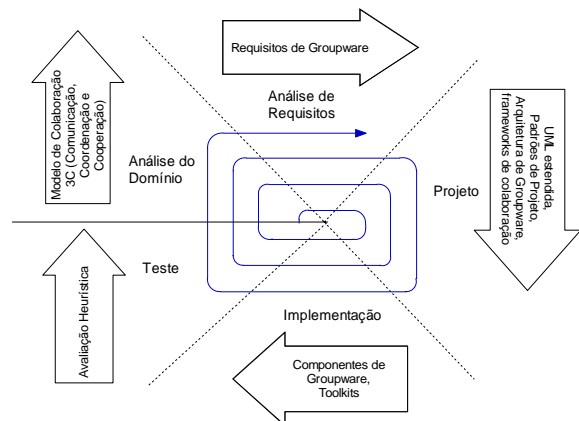 Requisitos de Groupware
Modelo de Colaboração
3C (Comunicação,
Coordenação e
Cooperação)
Análise de
Requisitos
UML estendida,
Padrões de Projeto,
Arquitetura de Groupware,
frameworks de colaboração
Análise do
Domínio
Projeto
Teste
Avaliação Heurística
Implementação
Componentes de
Groupware,
Toolkits